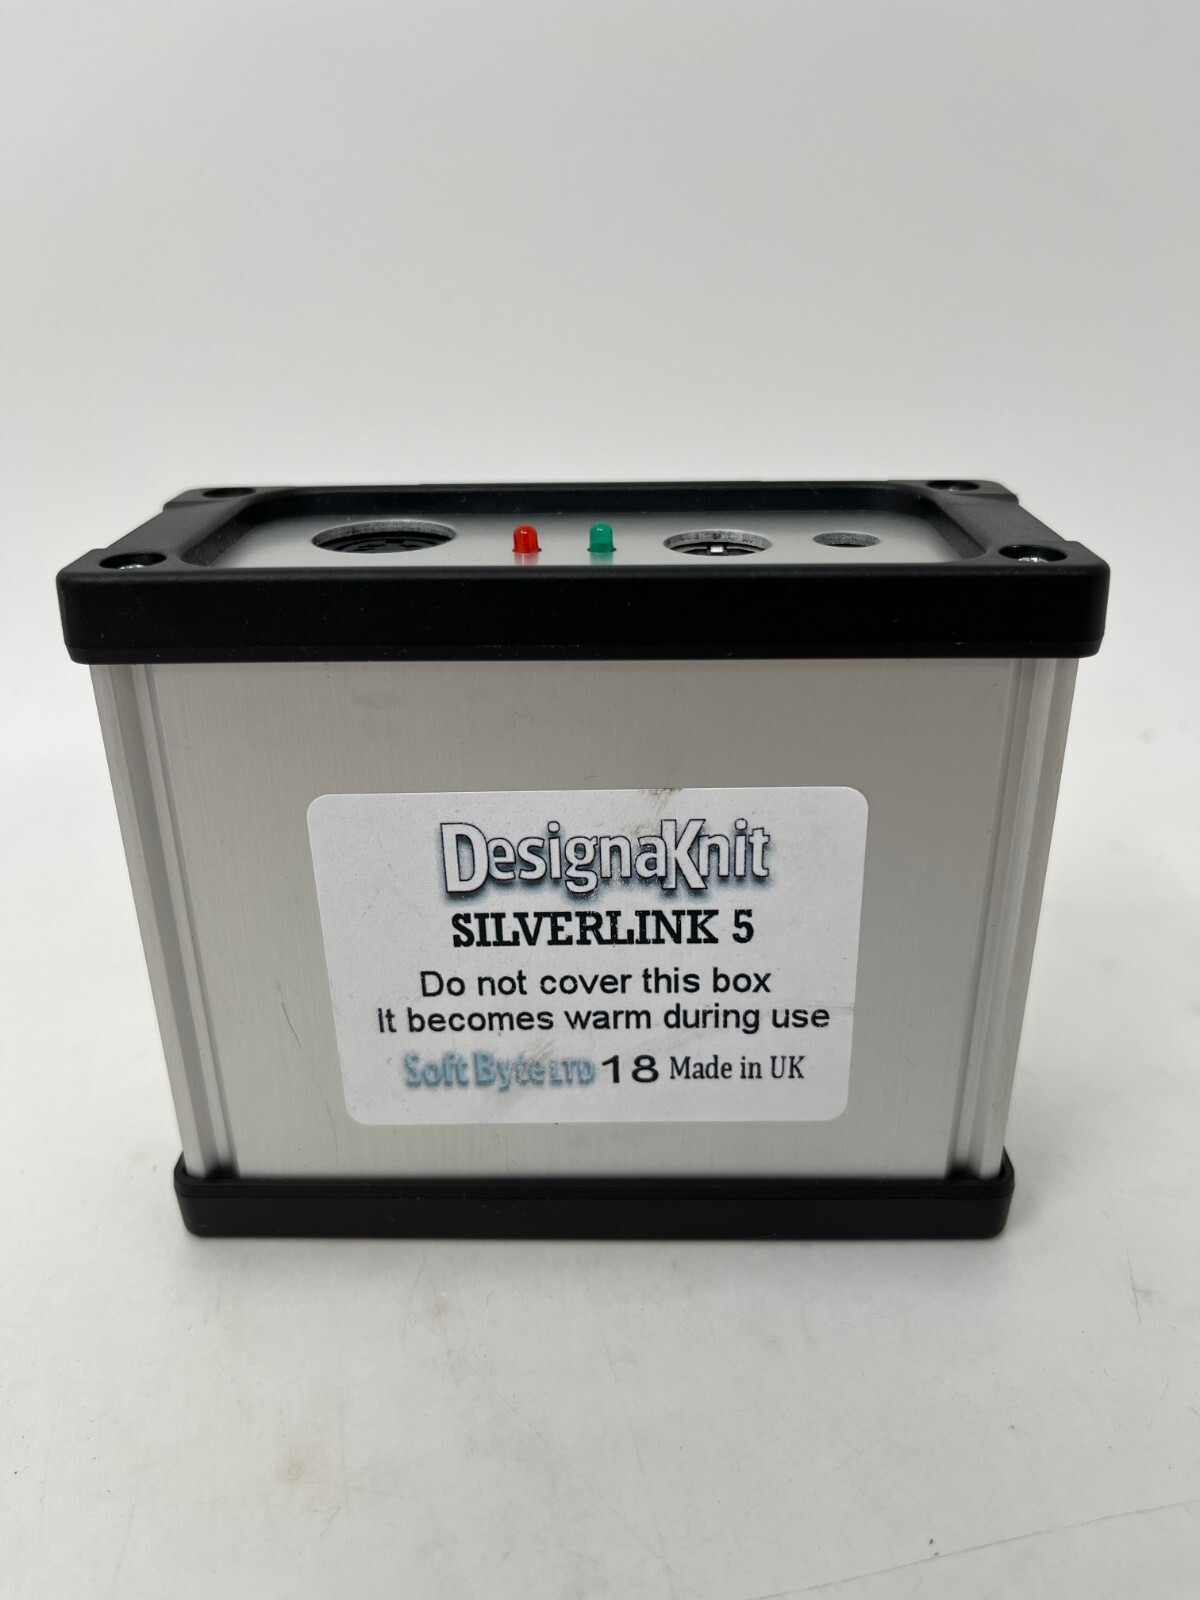 DesignaKnit
SILVERLINK 5
Do not cover this box
It becomes warm during use
Soft Byte LTD 18 Made in UK